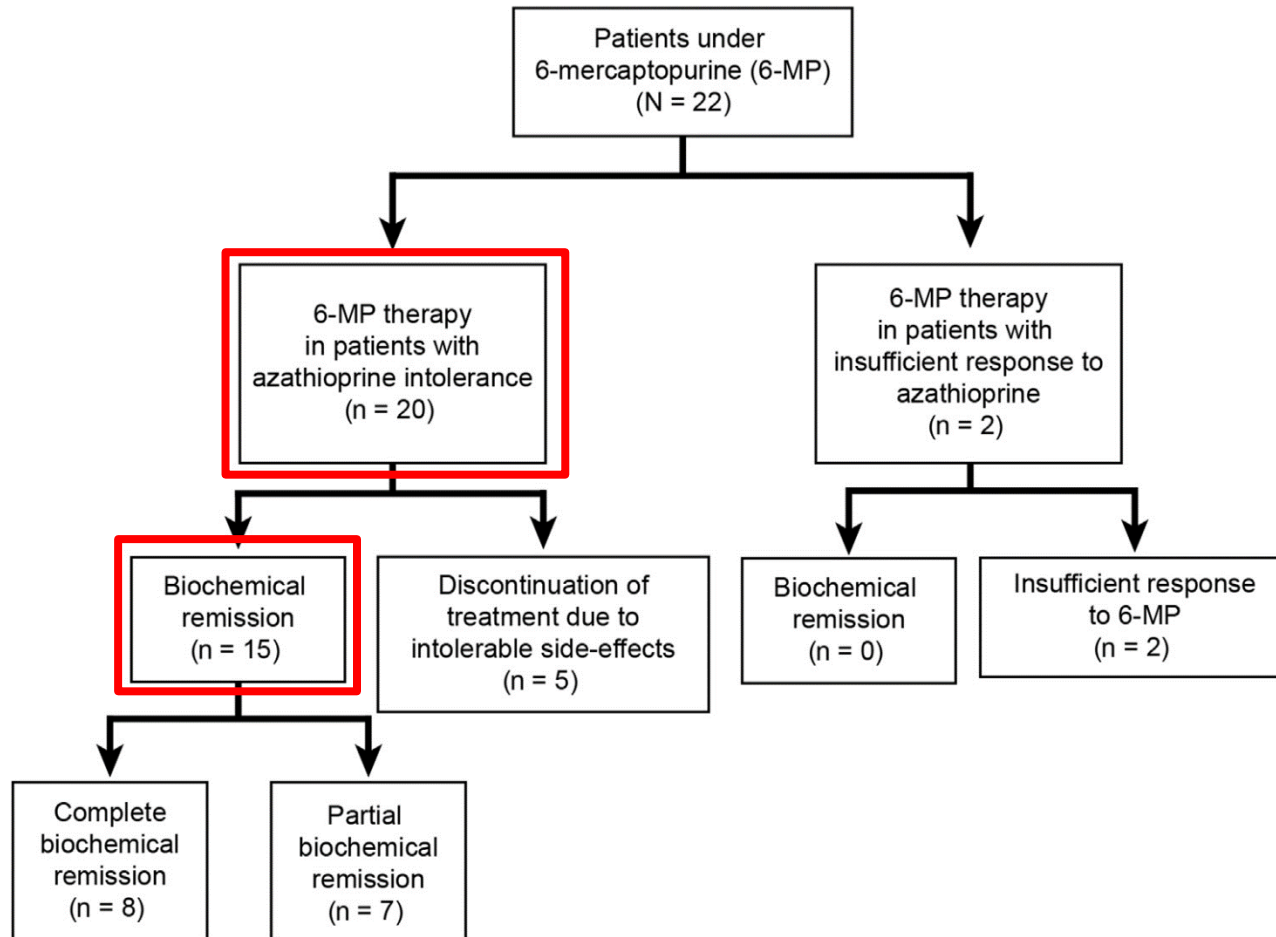 Patients under
6-mercaptopurine (6-MP)
(N = 22)
6-MP therapy
in patients with
azathioprine intolerance
(n = 20)
6-MP therapy
in patients with
insufficient response to
azathioprine
(n = 2)
Biochemical
remission
(n = 15)
Discontinuation of
treatment due to
intolerable side-effects
(n = 5)
Biochemical
remission
(n = 0)
Insufficient response
to 6-MP
(n = 2)
Complete
biochemical
remission
(n = 8)
Partial
biochemical
remission
(n = 7)